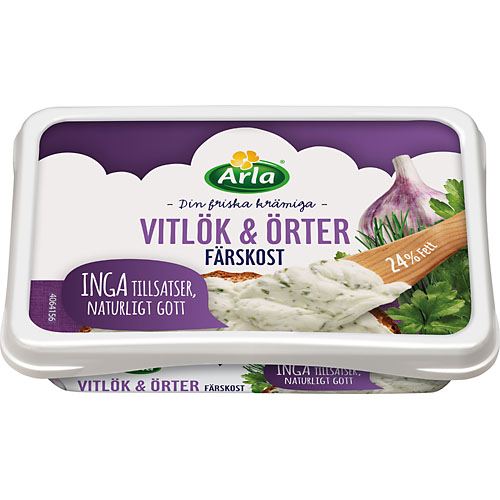 Arla®
- Din friska krämiga -
VITLÖK & ÖRTER
FÄRSKOST
24% Fett
INGA TILLSATSER,
NATURLIGT GOTT
4064156
VITLÖK & ÖRTER FÄRSKOST
INGA TILLSATSER,
NATURLIGT GOTT